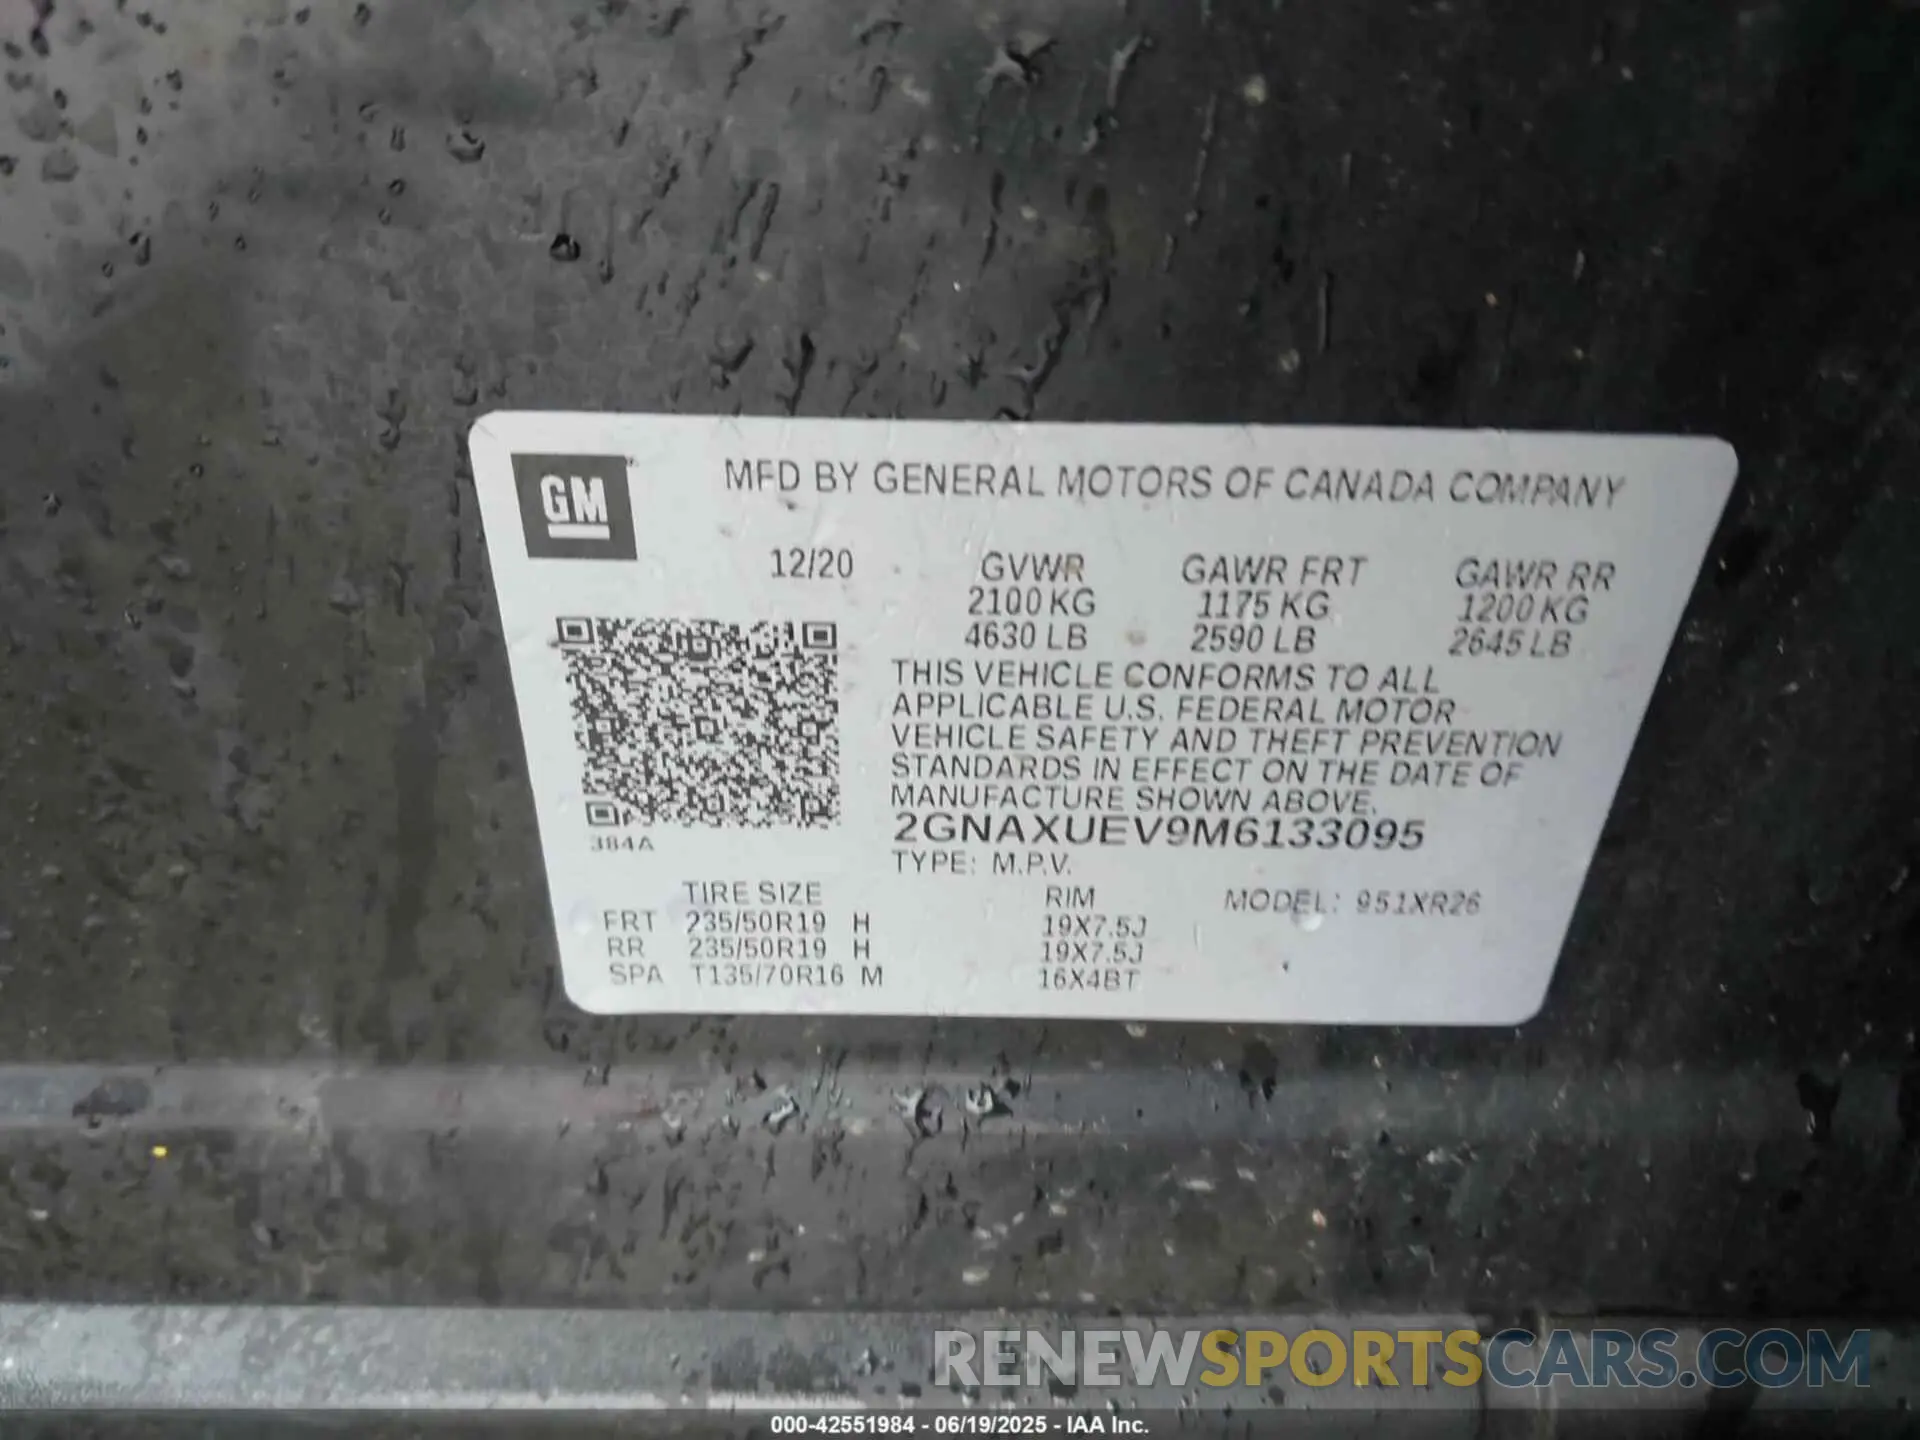 GM
MFD BY GENERAL MOTORS OF CANADA COMPANY
12/20 GVWR GAWR FRT GAWR RR
2100 KG 1175 KG 1200 KG
4630 LB 2590 LB 2645 LB
THIS VEHICLE CONFORMS TO ALL
APPLICABLE U.S. FEDERAL MOTOR
VEHICLE SAFETY AND THEFT PREVENTION
STANDARDS IN EFFECT ON THE DATE OF
MANUFACTURE SHOWN ABOVE.
2GNAXUEV9M6133095
384A
TYPE: M.P.V.
TIRE SIZE RIM MODEL: 951XR26
FRT 235/50R19 H 19X7.5J
RR 235/50R19 H 19X7.5J
SPA T135/70R16 M 16X4BT
RENEWSPORTSCARS.COM
000-42551984 - 06/19/2025 - IAA Inc.